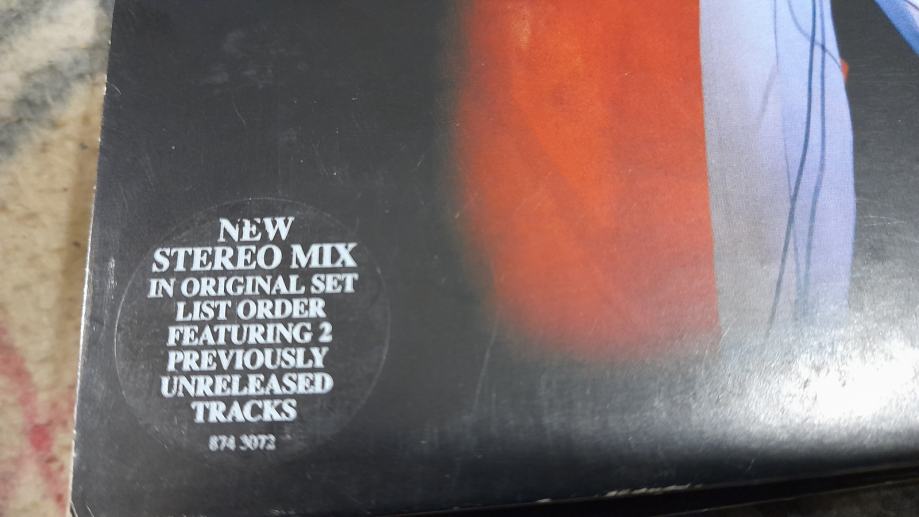 NEW
STEREO MIX
IN ORIGINAL SET
LIST ORDER
FEATURING 2
PREVIOUSLY
UNRELEASED
TRACKS
874 3072